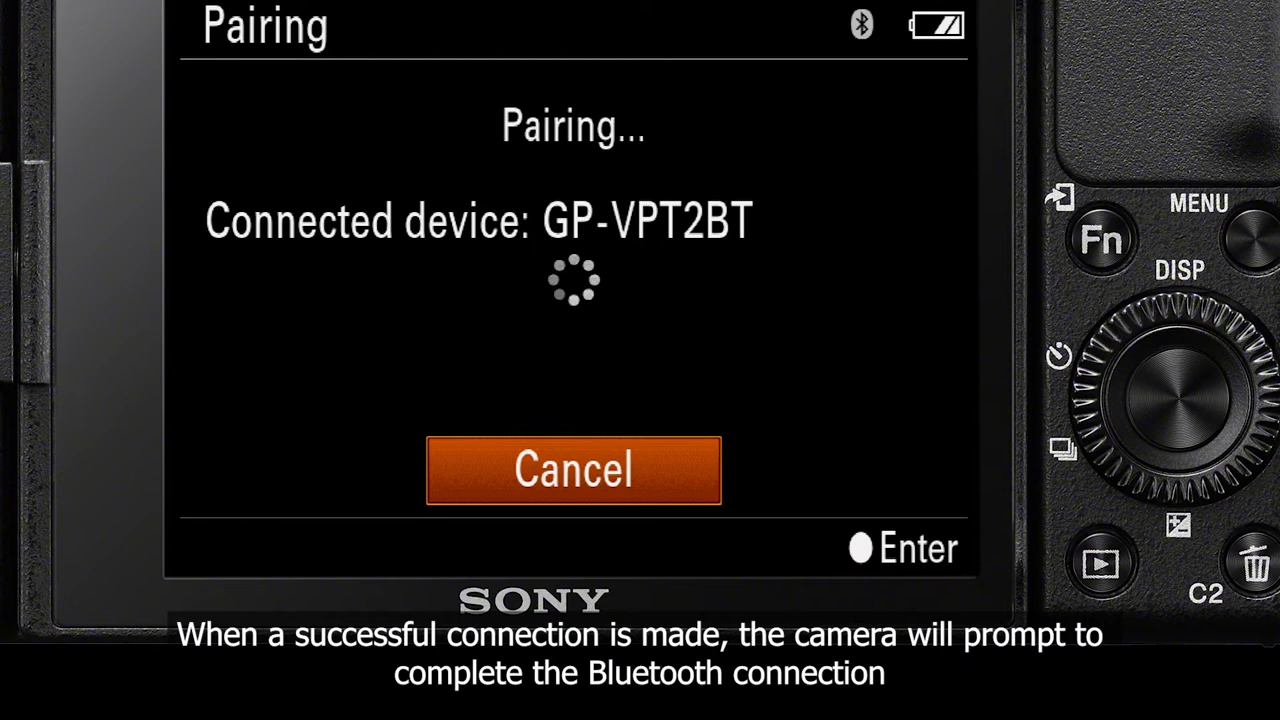 Pairing
Pairing...
Connected device: GP-VPT2BT
Fn
MENU
DISP
Cancel
Enter
C2
SONY
When a successful connection is made, the camera will prompt to
complete the Bluetooth connection